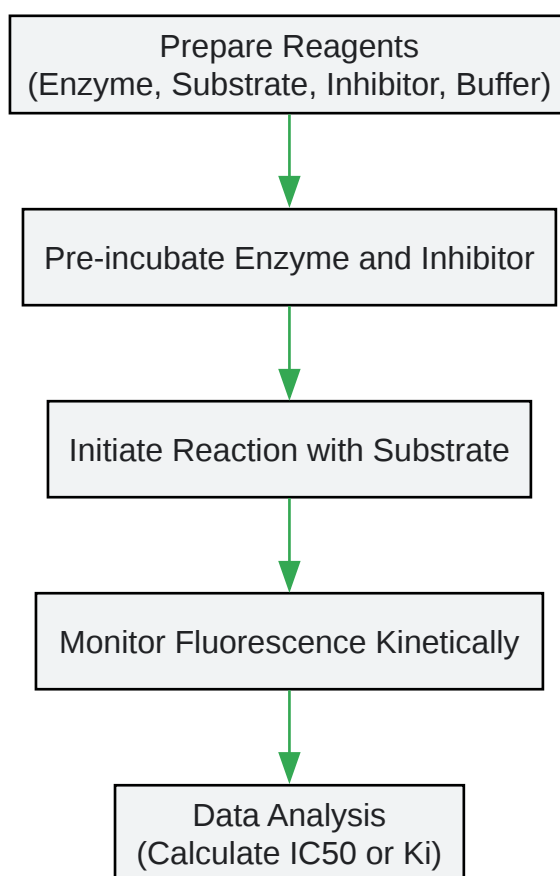 Prepare Reagents
(Enzyme, Substrate, Inhibitor, Buffer)
Pre-incubate Enzyme and Inhibitor
Initiate Reaction with Substrate
Monitor Fluorescence Kinetically
Data Analysis
(Calculate IC50 or Ki)